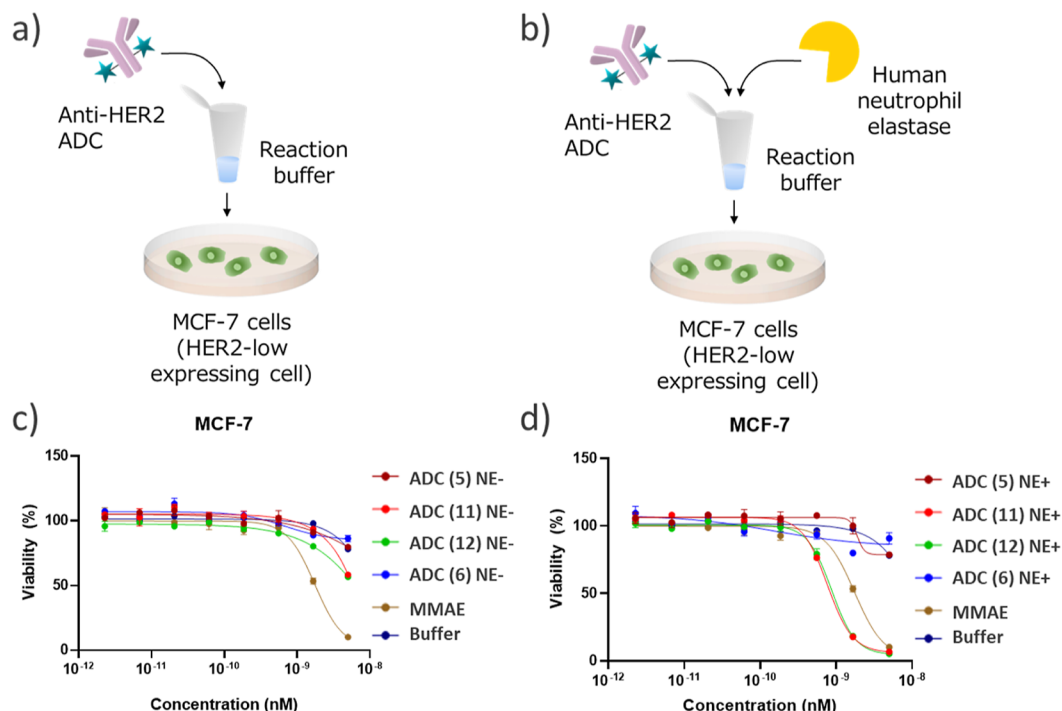 a)
Anti-HER2
ADC
Reaction
buffer
MCF-7 cells
(HER2-low
expressing cell)
b)
Anti-HER2
ADC
Human
neutrophil
elastase
Reaction
buffer
MCF-7 cells
(HER2-low
expressing cell)
c)
MCF-7
Viability (%)
150
100
50
0
10-12
10-11
10-10
10-9
10-8
Concentration (nM)
ADC (5) NE-
ADC (11) NE-
ADC (12) NE-
ADC (6) NE-
MMAE
Buffer
d)
MCF-7
Viability (%)
150
100
50
0
10-12
10-11
10-10
10-9
10-8
Concentration (nM)
ADC (5) NE+
ADC (11) NE+
ADC (12) NE+
ADC (6) NE+
MMAE
Buffer